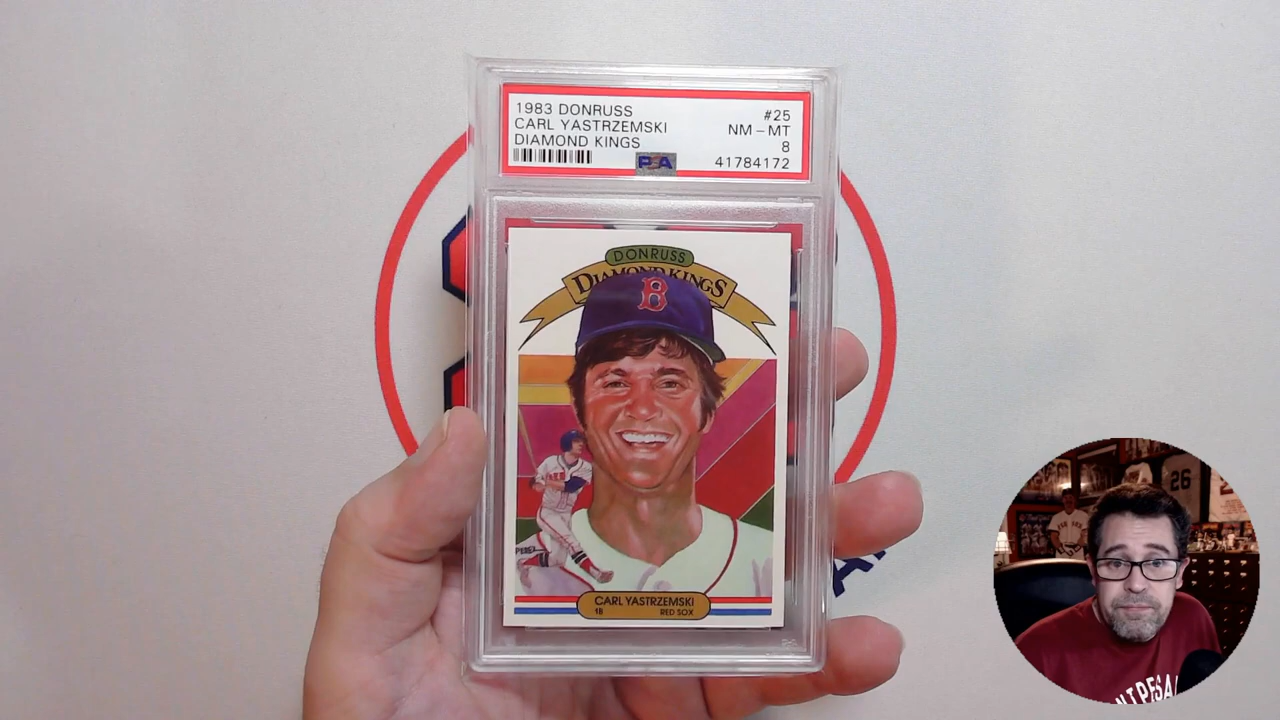 1983 DONRUSS #25
CARL YASTRZEMSKI NM - MT
DIAMOND KINGS 8
PSA 41784172
DONRUSS
DIAMOND KINGS
B
CARL YASTRZEMSKI
1B RED SOX
26